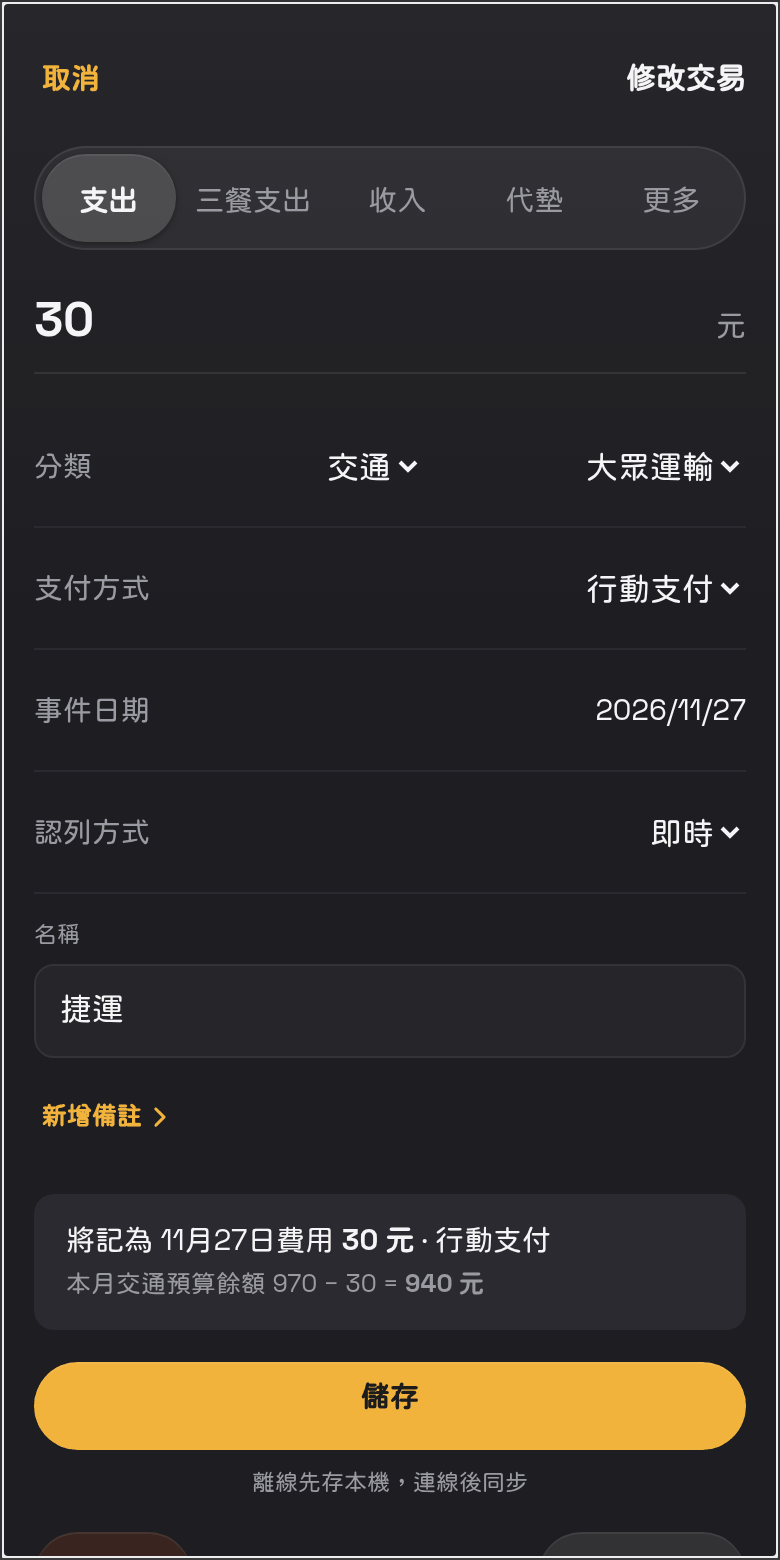 取消 修改交易
支出 三餐支出 收入 代墊 更多
30 元
分類 交通 大眾運輸
支付方式 行動支付
事件日期 2026/11/27
認列方式 即時
名稱
捷運
新增備註
將記為 11月27日費用 30 元 · 行動支付
本月交通預算餘額 970 − 30 = 940 元
儲存
離線先存本機，連線後同步